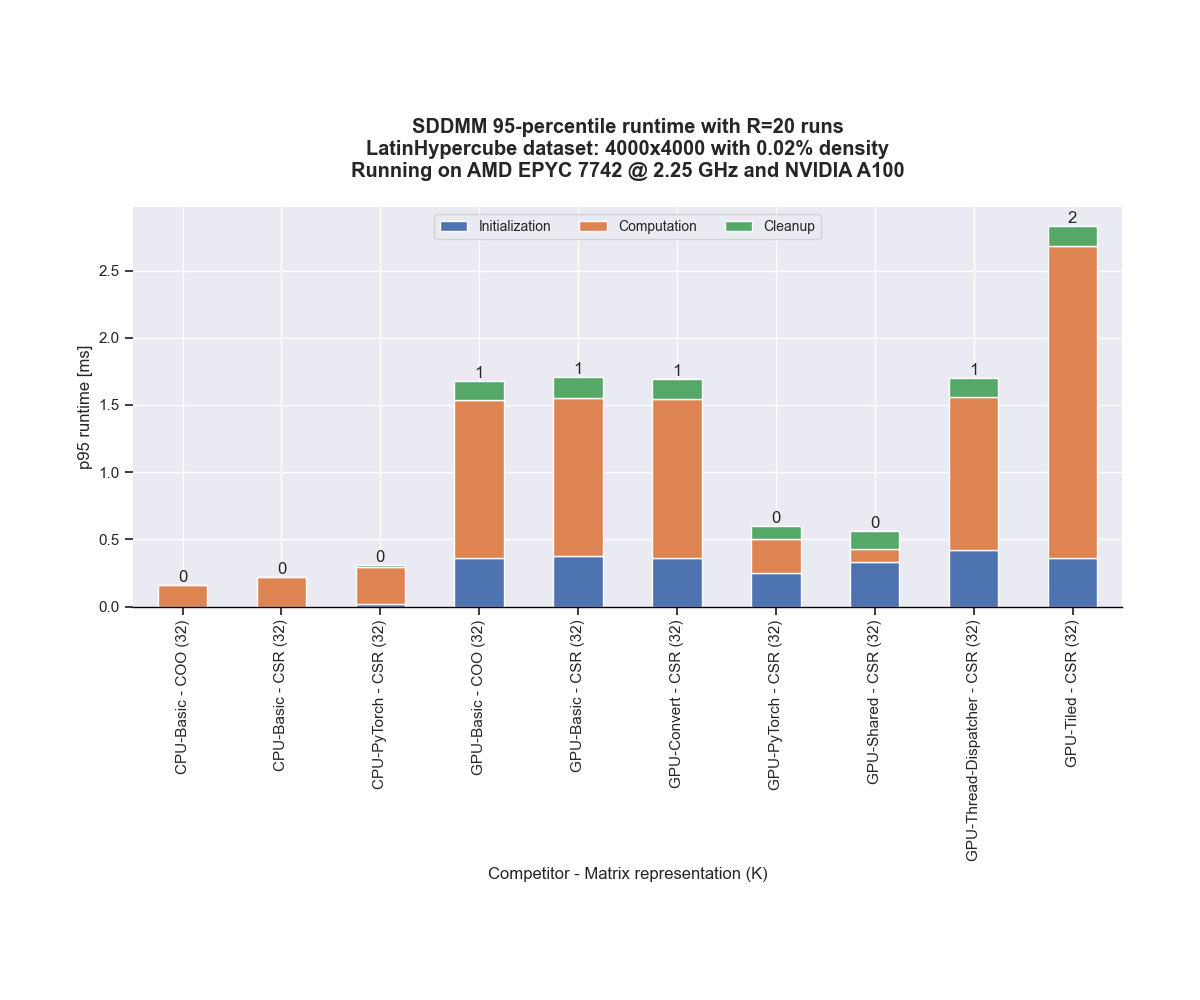 SDDMM 95-percentile runtime with R=20 runs
LatinHypercube dataset: 4000x4000 with 0.02% density
Running on AMD EPYC 7742 @ 2.25 GHz and NVIDIA A100
Initialization
Computation
Cleanup
p95 runtime [ms]
2.5
2.0
1.5
1.0
0.5
0.0
0
0
0
1
1
1
0
0
1
2
CPU-Basic - COO (32)
CPU-Basic - CSR (32)
CPU-PyTorch - CSR (32)
GPU-Basic - COO (32)
GPU-Basic - CSR (32)
GPU-Convert - CSR (32)
GPU-PyTorch - CSR (32)
GPU-Shared - CSR (32)
GPU-Thread-Dispatcher - CSR (32)
GPU-Tiled - CSR (32)
Competitor - Matrix representation (K)